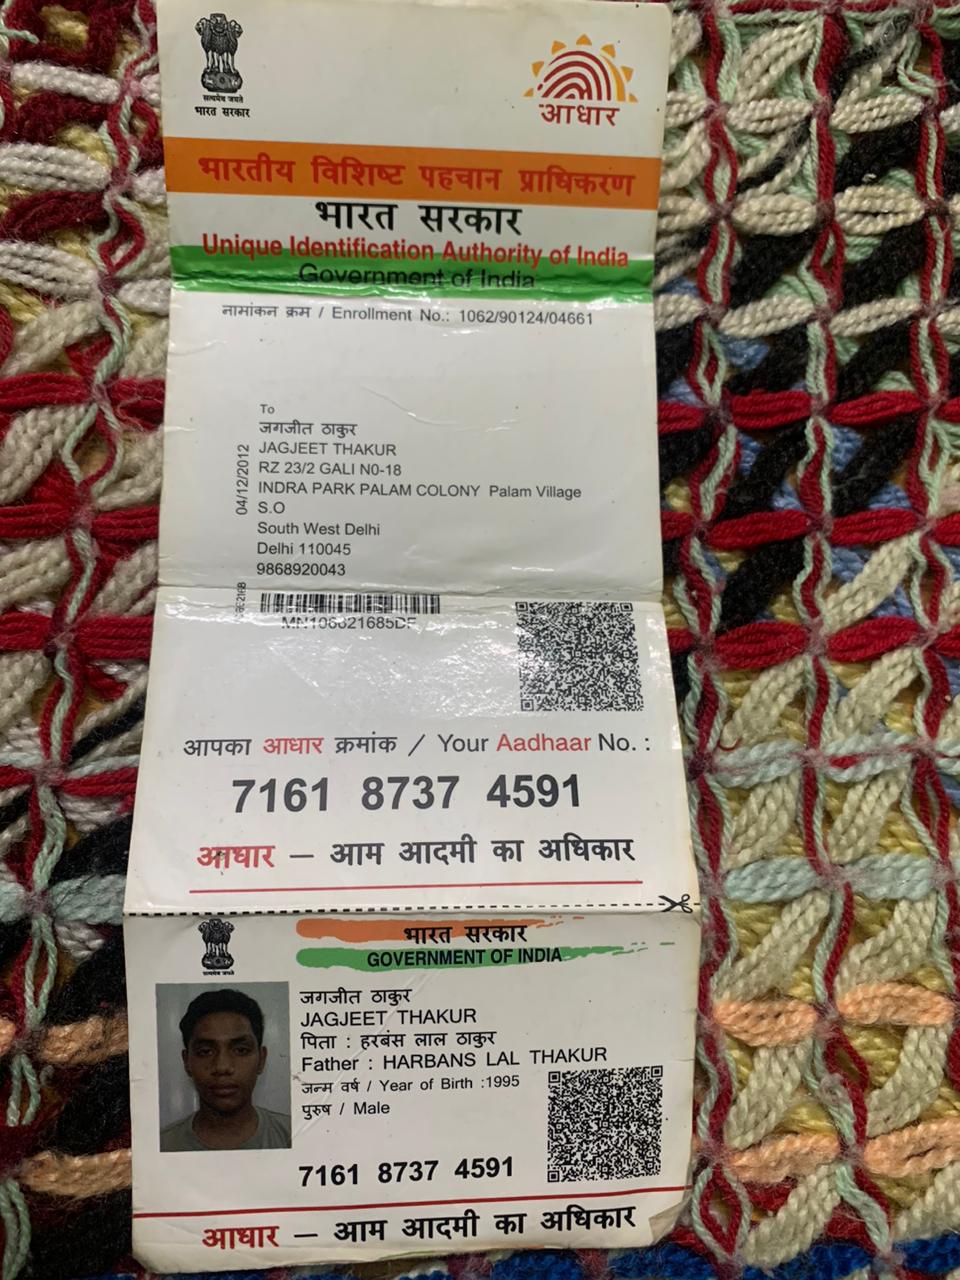 सत्यमेव जयते
भारत सरकार
आधार
भारतीय विशिष्ट पहचान प्राधिकरण
भारत सरकार
Unique Identification Authority of India
Government of India
नामांकन क्रम / Enrollment No.: 1062/90124/04661
To
जगजीत ठाकुर
JAGJEET THAKUR
RZ 23/2 GALI N0-18
INDRA PARK PALAM COLONY Palam Village
S.O
South West Delhi
Delhi 110045
9868920043
04/12/2012
MN106821685DF
आपका आधार क्रमांक / Your Aadhaar No. :
7161 8737 4591
आधार — आम आदमी का अधिकार
सत्यमेव जयते
भारत सरकार
GOVERNMENT OF INDIA
जगजीत ठाकुर
JAGJEET THAKUR
पिता : हरबंस लाल ठाकुर
Father : HARBANS LAL THAKUR
जन्म वर्ष / Year of Birth :1995
पुरुष / Male
7161 8737 4591
आधार — आम आदमी का अधिकार